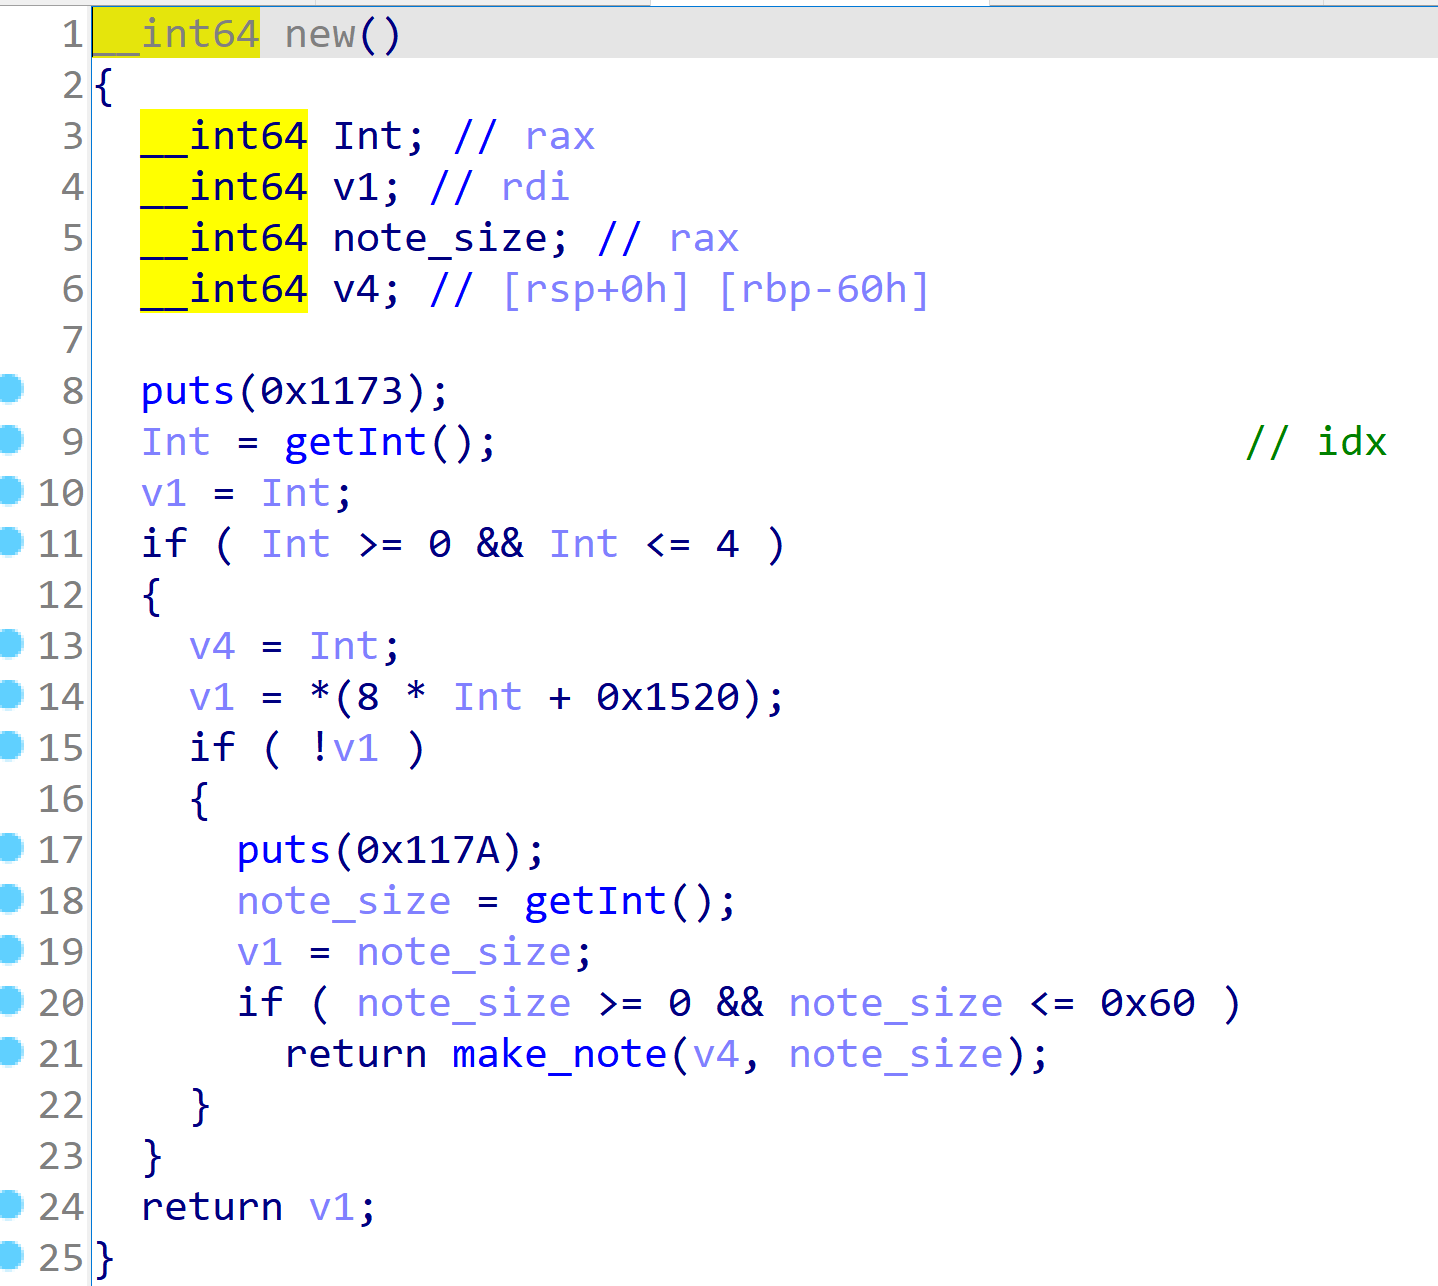 1 __int64 new()
2 {
3 __int64 Int; // rax
4 __int64 v1; // rdi
5 __int64 note_size; // rax
6 __int64 v4; // [rsp+0h] [rbp-60h]
7
8 puts(0x1173);
9 Int = getInt(); // idx
10 v1 = Int;
11 if ( Int >= 0 && Int <= 4 )
12 {
13 v4 = Int;
14 v1 = *(8 * Int + 0x1520);
15 if ( !v1 )
16 {
17 puts(0x117A);
18 note_size = getInt();
19 v1 = note_size;
20 if ( note_size >= 0 && note_size <= 0x60 )
21 return make_note(v4, note_size);
22 }
23 }
24 return v1;
25 }